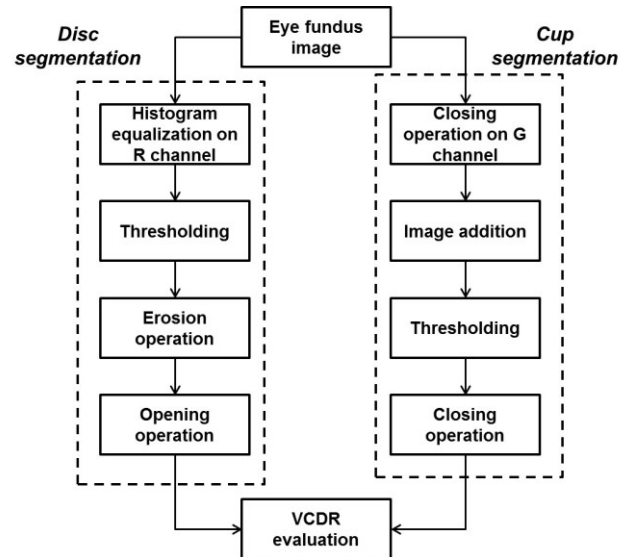 Disc
segmentation
Eye fundus
image
Cup
segmentation
Histogram
equalization on
R channel
Thresholding
Erosion
operation
Opening
operation
Closing
operation on G
channel
Image addition
Thresholding
Closing
operation
VCDR
evaluation